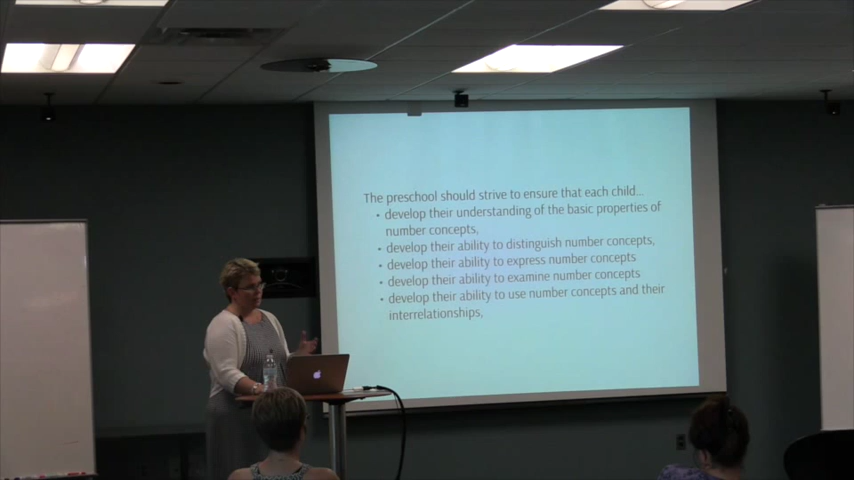 The preschool should strive to ensure that each child...
• develop their understanding of the basic properties of
number concepts,
• develop their ability to distinguish number concepts,
• develop their ability to express number concepts
• develop their ability to examine number concepts
• develop their ability to use number concepts and their
interrelationships,